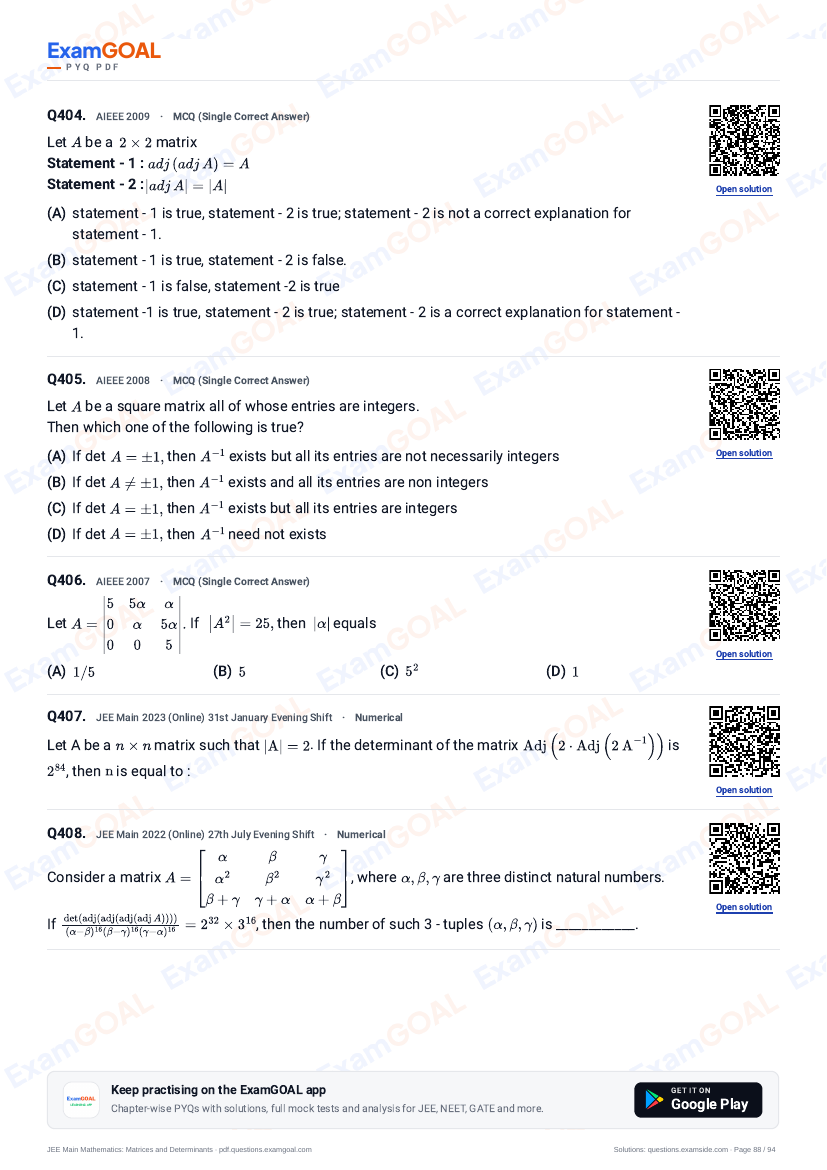 ExamGOAL
PYQ PDF
Q404. AIEEE 2009 · MCQ (Single Correct Answer)
Let A be a 2 × 2 matrix
Statement - 1 : adj (adj A) = A
Statement - 2 : |adj A| = |A|
(A) statement - 1 is true, statement - 2 is true; statement - 2 is not a correct explanation for
statement - 1.
(B) statement - 1 is true, statement - 2 is false.
(C) statement - 1 is false, statement -2 is true
(D) statement -1 is true, statement - 2 is true; statement - 2 is a correct explanation for statement -
1.
Open solution
Q405. AIEEE 2008 · MCQ (Single Correct Answer)
Let A be a square matrix all of whose entries are integers.
Then which one of the following is true?
(A) If det A = ±1, then A⁻¹ exists but all its entries are not necessarily integers
(B) If det A ≠ ±1, then A⁻¹ exists and all its entries are non integers
(C) If det A = ±1, then A⁻¹ exists but all its entries are integers
(D) If det A = ±1, then A⁻¹ need not exists
Open solution
Q406. AIEEE 2007 · MCQ (Single Correct Answer)
Let A = |5 5α α; 0 α 5α; 0 0 5|. If |A²| = 25, then |α| equals
(A) 1/5 (B) 5 (C) 5² (D) 1
Open solution
Q407. JEE Main 2023 (Online) 31st January Evening Shift · Numerical
Let A be a n × n matrix such that |A| = 2. If the determinant of the matrix Adj (2 · Adj (2 A⁻¹)) is
2⁸⁴, then n is equal to :
Open solution
Q408. JEE Main 2022 (Online) 27th July Evening Shift · Numerical
Consider a matrix A = [α β γ; α² β² γ²; β + γ γ + α α + β], where α, β, γ are three distinct natural numbers.
If det(adj(adj(adj(adj A))))/(α−β)¹⁶(β−γ)¹⁶(γ−α)¹⁶ = 2³² × 3¹⁶, then the number of such 3 - tuples (α, β, γ) is ____________.
Open solution
Keep practising on the ExamGOAL app
Chapter-wise PYQs with solutions, full mock tests and analysis for JEE, NEET, GATE and more.
GET IT ON
Google Play
JEE Main Mathematics: Matrices and Determinants · pdf.questions.examgoal.com
Solutions: questions.examside.com · Page 88 / 94